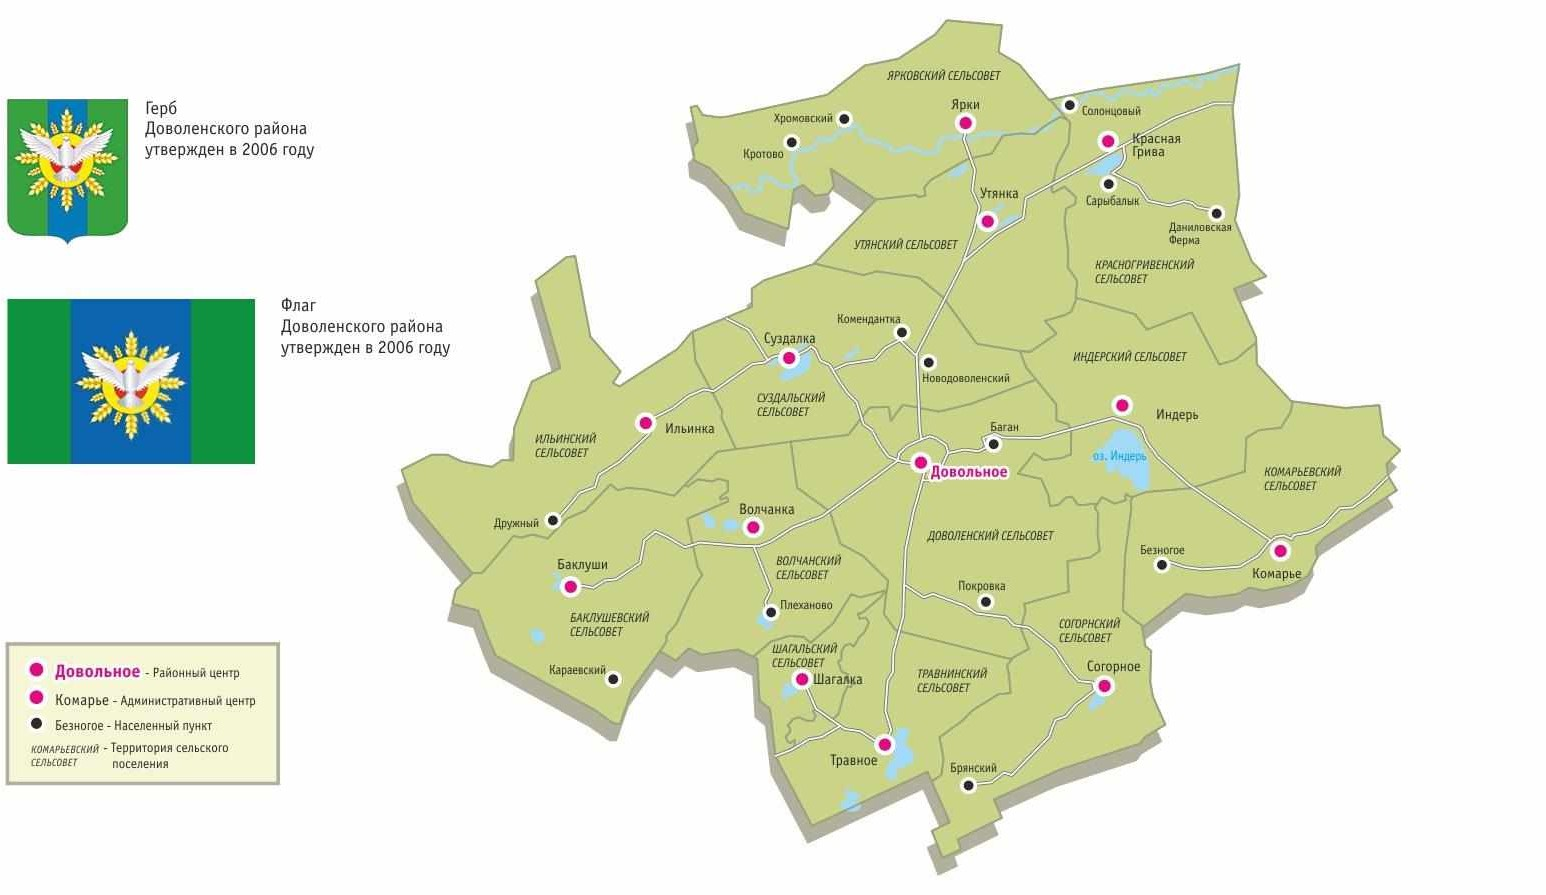 Герб
Доволенского района
утвержден в 2006 году
Флаг
Доволенского района
утвержден в 2006 году
ЯРКОВСКИЙ СЕЛЬСОВЕТ
Ярки
Хромовский
Кротово
Солонцовый
Красная
Грива
Утянка
Сарыбалык
Даниловская
Ферма
УТЯНСКИЙ СЕЛЬСОВЕТ
КРАСНОГРИВЕНСКИЙ
СЕЛЬСОВЕТ
Комендантка
Суздалка
Новодоволенский
ИНДЕРСКИЙ СЕЛЬСОВЕТ
СУЗДАЛЬСКИЙ
СЕЛЬСОВЕТ
Индерь
Ильинка
Баган
ИЛЬИНСКИЙ
СЕЛЬСОВЕТ
оз. Индерь
Довольное
КОМАРЬЕВСКИЙ
СЕЛЬСОВЕТ
Волчанка
Дружный
ДОВОЛЕНСКИЙ СЕЛЬСОВЕТ
Безногое
Комарье
Баклуши
ВОЛЧАНСКИЙ
СЕЛЬСОВЕТ
Покровка
Плеханово
БАКЛУШЕВСКИЙ
СЕЛЬСОВЕТ
СОГОРНСКИЙ
СЕЛЬСОВЕТ
ШАГАЛЬСКИЙ
СЕЛЬСОВЕТ
Караевский
Шагалка
ТРАВНИНСКИЙ
СЕЛЬСОВЕТ
Согорное
Травное
Брянский
Довольное - Районный центр
Комарье - Административный центр
Безногое - Населенный пункт
КОМАРЬЕВСКИЙ - Территория сельского
СЕЛЬСОВЕТ поселения